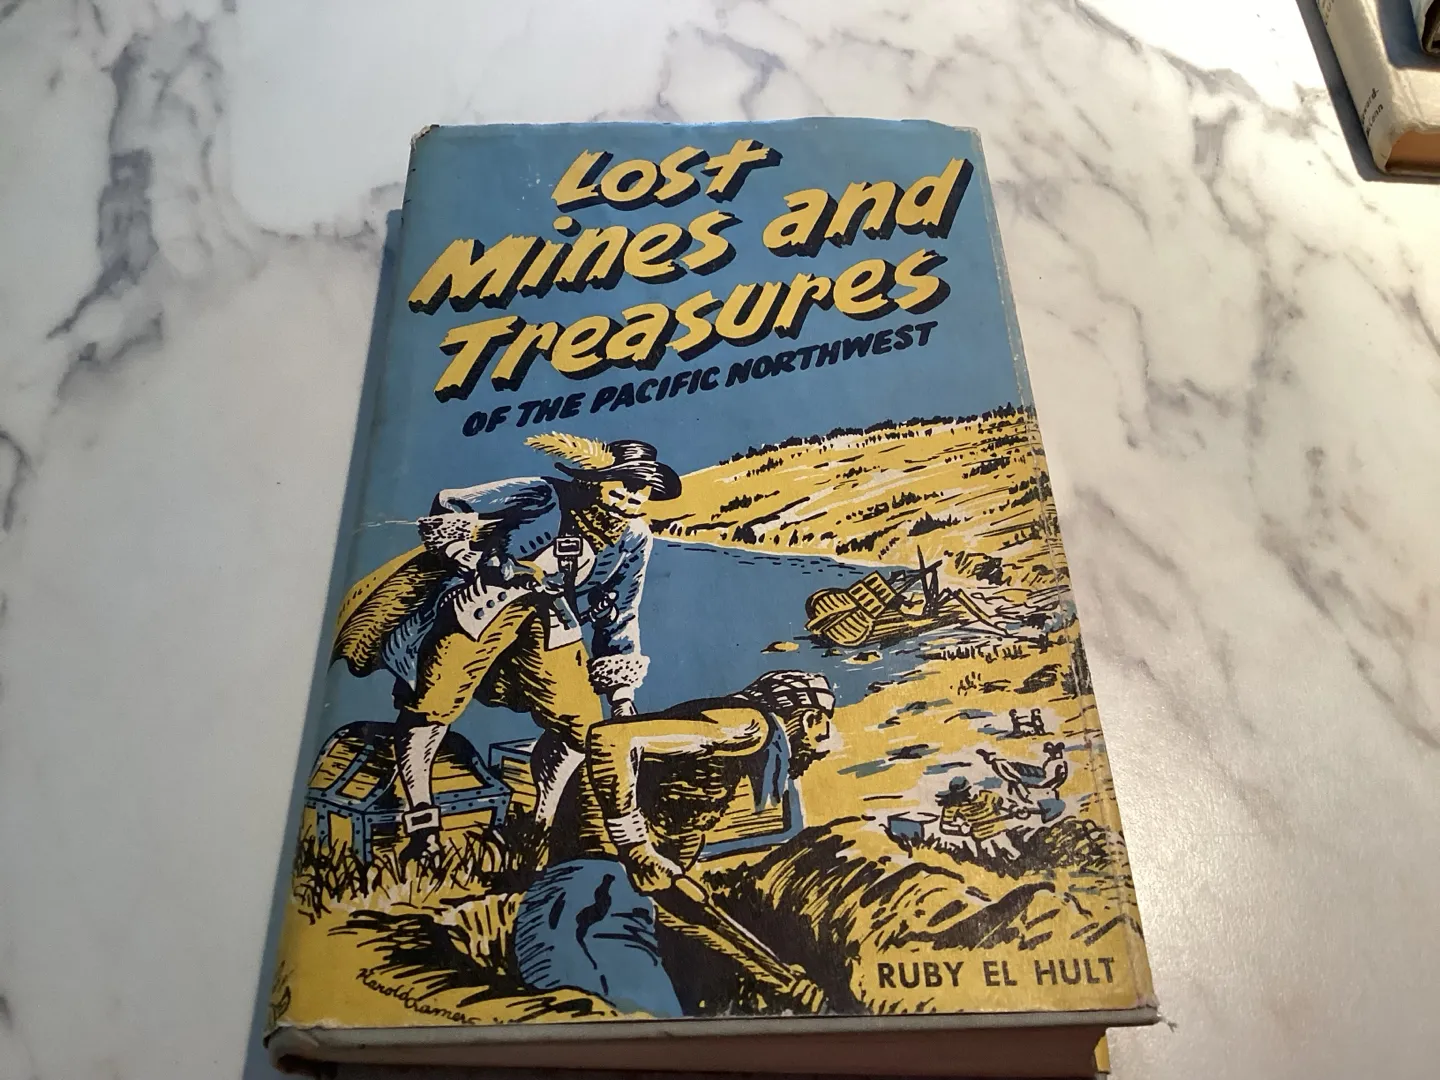 Lost
Mines and
Treasures
OF THE PACIFIC NORTHWEST
RUBY EL HULT